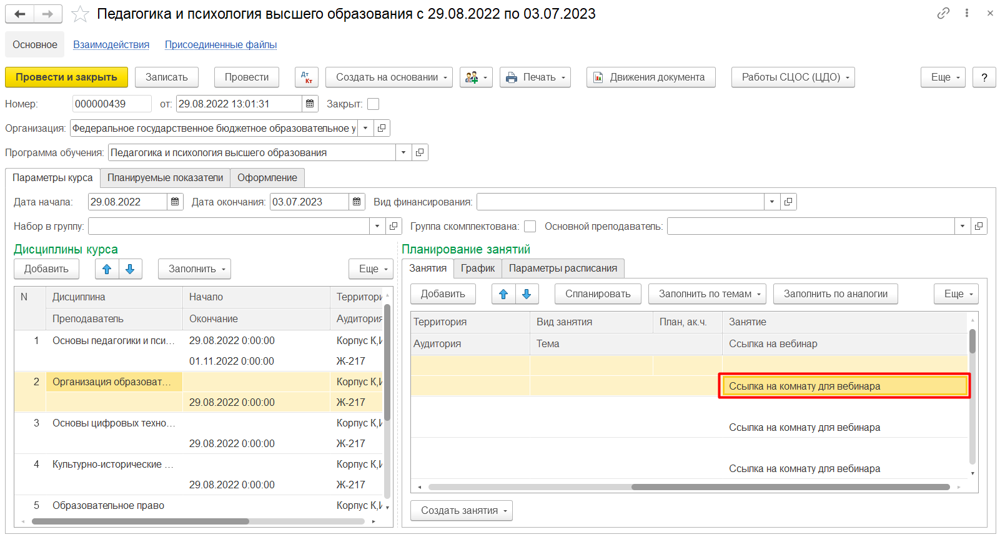 Педагогика и психология высшего образования с 29.08.2022 по 03.07.2023
Основное Взаимодействия Присоединенные файлы
Провести и закрыть Записать Провести Дт Кт Создать на основании Печать Движения документа Работы СЦОС (ЦДО) Еще ?
Номер: 000000439 от: 29.08.2022 13:01:31 Закрыт:
Организация: Федеральное государственное бюджетное образовательное у
Программа обучения: Педагогика и психология высшего образования
Параметры курса Планируемые показатели Оформление
Дата начала: 29.08.2022 Дата окончания: 03.07.2023 Вид финансирования:
Набор в группу: Группа скомплектована: Основной преподаватель:
Дисциплины курса
Добавить Заполнить Еще
N Дисциплина Начало Территори
Преподаватель Окончание Аудитория
1 Основы педагогики и пси... 29.08.2022 0:00:00 Корпус К,И
01.11.2022 0:00:00 Ж-217
2 Организация образоват... Корпус К,И
29.08.2022 0:00:00 Ж-217
3 Основы цифровых техно... Корпус К,И
29.08.2022 0:00:00 Ж-217
4 Культурно-исторические ... Корпус К,И
29.08.2022 0:00:00 Ж-217
5 Образовательное право Корпус К,И
Планирование занятий
Занятия График Параметры расписания
Добавить Спланировать Заполнить по темам Заполнить по аналогии Еще
Территория Вид занятия План, ак.ч. Занятие
Аудитория Тема Ссылка на вебинар
Ссылка на комнату для вебинара
Ссылка на комнату для вебинара
Ссылка на комнату для вебинара
Создать занятия